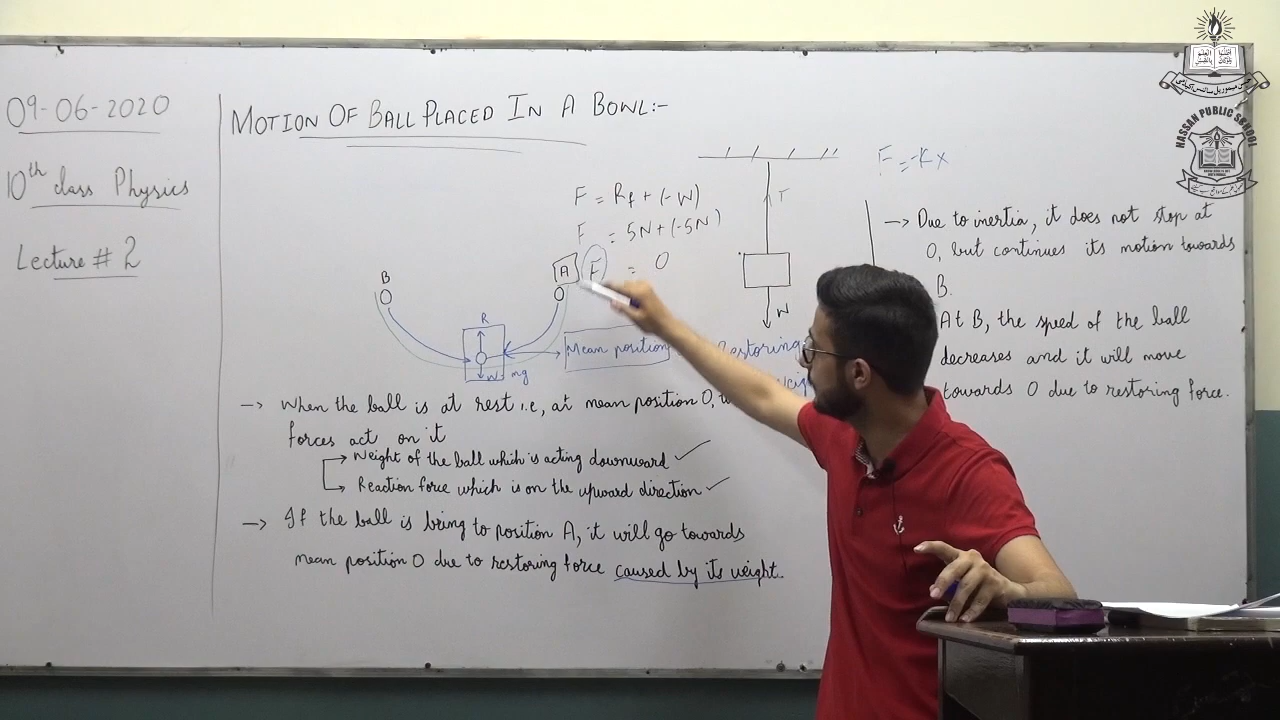 09-06-2020
10th class Physics
Lecture # 2
MOTION OF BALL PLACED IN A BOWL:-
F = Rf + (-W)
F = 5N + (-5N)
F = 0
T
W
F = -Kx
B
A
R
W = mg
Mean position
Restoring
→ When the ball is at rest i.e, at mean position O,
forces act on it
→ Weight of the ball which is acting downward ✓
→ Reaction force which is on the upward direction ✓
→ If the ball is bring to position A, it will go towards
mean position O due to restoring force caused by its weight.
→ Due to inertia, it does not stop at
O, but continues its motion towards
B.
At B, the speed of the ball
decreases and it will move
towards O due to restoring force.
HASSAN PUBLIC SCHOOL